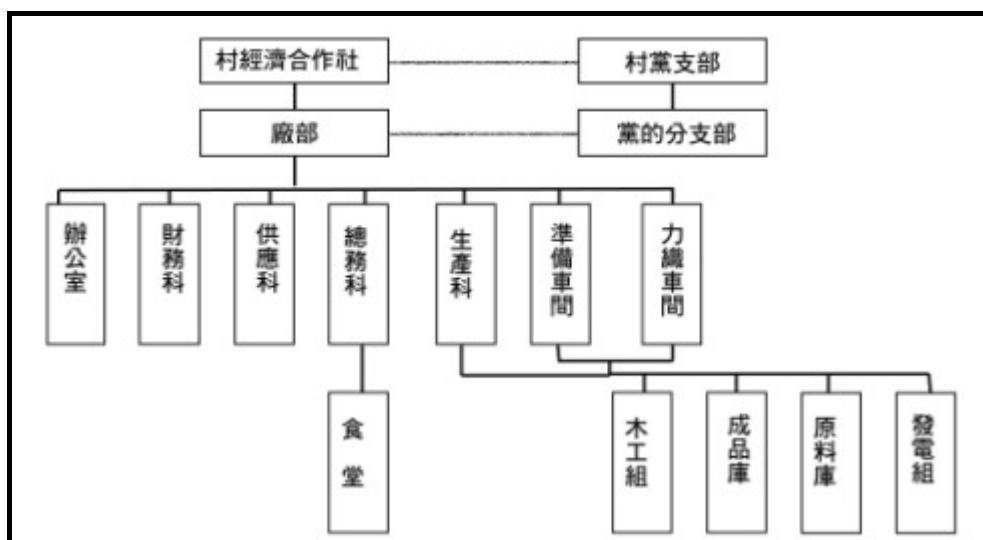 村經濟合作社
村黨支部
廠部
黨的分支部
辦公室
財務科
供應科
總務科
生產科
準備車間
力織車間
食堂
木工組
成品庫
原料庫
發電組